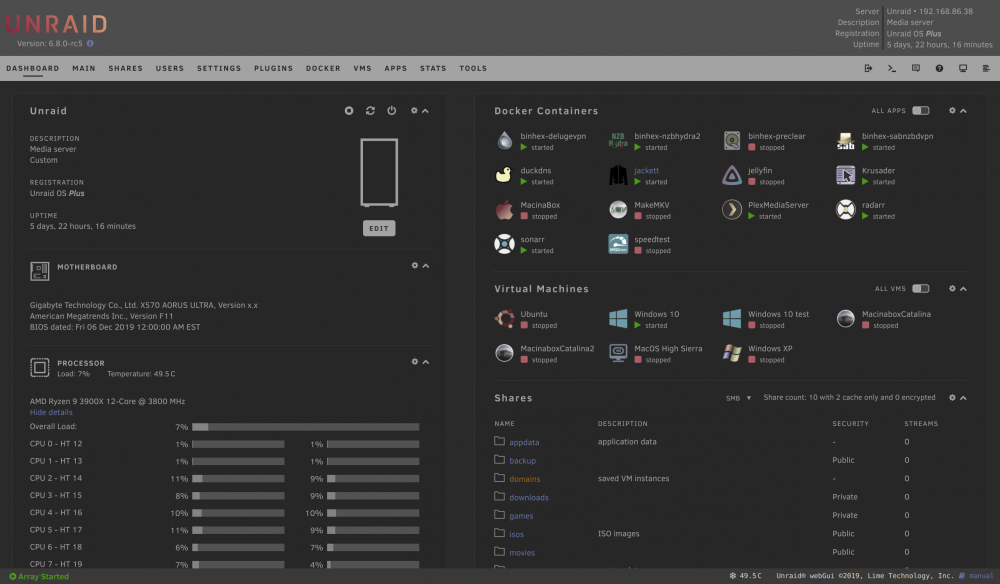 UNRAID
Version: 6.8.0-rc5
Server Unraid • 192.168.86.38
Description Media server
Registration Unraid OS Plus
Uptime 5 days, 22 hours, 16 minutes
DASHBOARD MAIN SHARES USERS SETTINGS PLUGINS DOCKER VMS APPS STATS TOOLS
Unraid
DESCRIPTION
Media server
Custom
REGISTRATION
Unraid OS Plus
UPTIME
5 days, 22 hours, 16 minutes
EDIT
MOTHERBOARD
Gigabyte Technology Co., Ltd. X570 AORUS ULTRA, Version x.x
American Megatrends Inc., Version F11
BIOS dated: Fri 06 Dec 2019 12:00:00 AM EST
PROCESSOR
Load: 7% Temperature: 49.5 C
AMD Ryzen 9 3900X 12-Core @ 3800 MHz
Hide details
Overall Load: 7%
CPU 0 - HT 12 1% 1%
CPU 1 - HT 13 1% 1%
CPU 2 - HT 14 11% 9%
CPU 3 - HT 15 8% 9%
CPU 4 - HT 16 10% 10%
CPU 5 - HT 17 11% 9%
CPU 6 - HT 18 6% 7%
CPU 7 - HT 19 7% 4%
Docker Containers ALL APPS
binhex-delugevpn binhex-nzbhydra2 binhex-preclear binhex-sabnzbdvpn
started started stopped started
duckdns jackett jellyfin Krusader
started started stopped started
MacinaBox MakeMKV PlexMediaServer radarr
stopped stopped started started
sonarr speedtest
started stopped
Virtual Machines ALL VMS
Ubuntu Windows 10 Windows 10 test MacinaboxCatalina
stopped started stopped stopped
MacinaboxCatalina2 MacOS High Sierra Windows XP
stopped stopped stopped
Shares SMB Share count: 10 with 2 cache only and 0 encrypted
NAME DESCRIPTION SECURITY STREAMS
appdata application data - 0
backup Public 0
domains saved VM instances - 0
downloads Private 0
games Private 0
isos ISO images Public 0
movies Public 0
Array Started
49.5 C Unraid® webGui ©2019, Lime Technology, Inc. manual